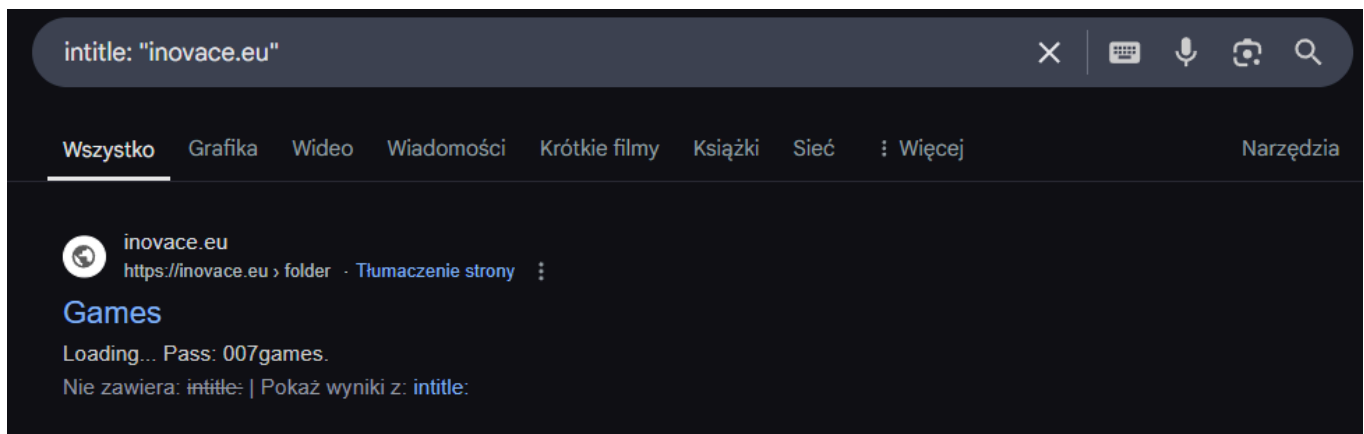 intitle: "inovace.eu"
Wszystko Grafika Wideo Wiadomości Krótkie filmy Książki Sieć Więcej Narzędzia
inovace.eu
https://inovace.eu › folder · Tłumaczenie strony
Games
Loading... Pass: 007games.
Nie zawiera: intitle: | Pokaż wyniki z: intitle: